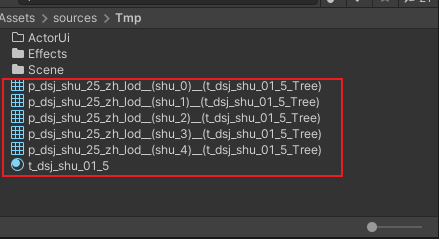 Assets > sources > Tmp
ActorUi
Effects
Scene
p_dsj_shu_25_zh_lod__(shu_0)__(t_dsj_shu_01_5_Tree)
p_dsj_shu_25_zh_lod__(shu_1)__(t_dsj_shu_01_5_Tree)
p_dsj_shu_25_zh_lod__(shu_2)__(t_dsj_shu_01_5_Tree)
p_dsj_shu_25_zh_lod__(shu_3)__(t_dsj_shu_01_5_Tree)
p_dsj_shu_25_zh_lod__(shu_4)__(t_dsj_shu_01_5_Tree)
t_dsj_shu_01_5